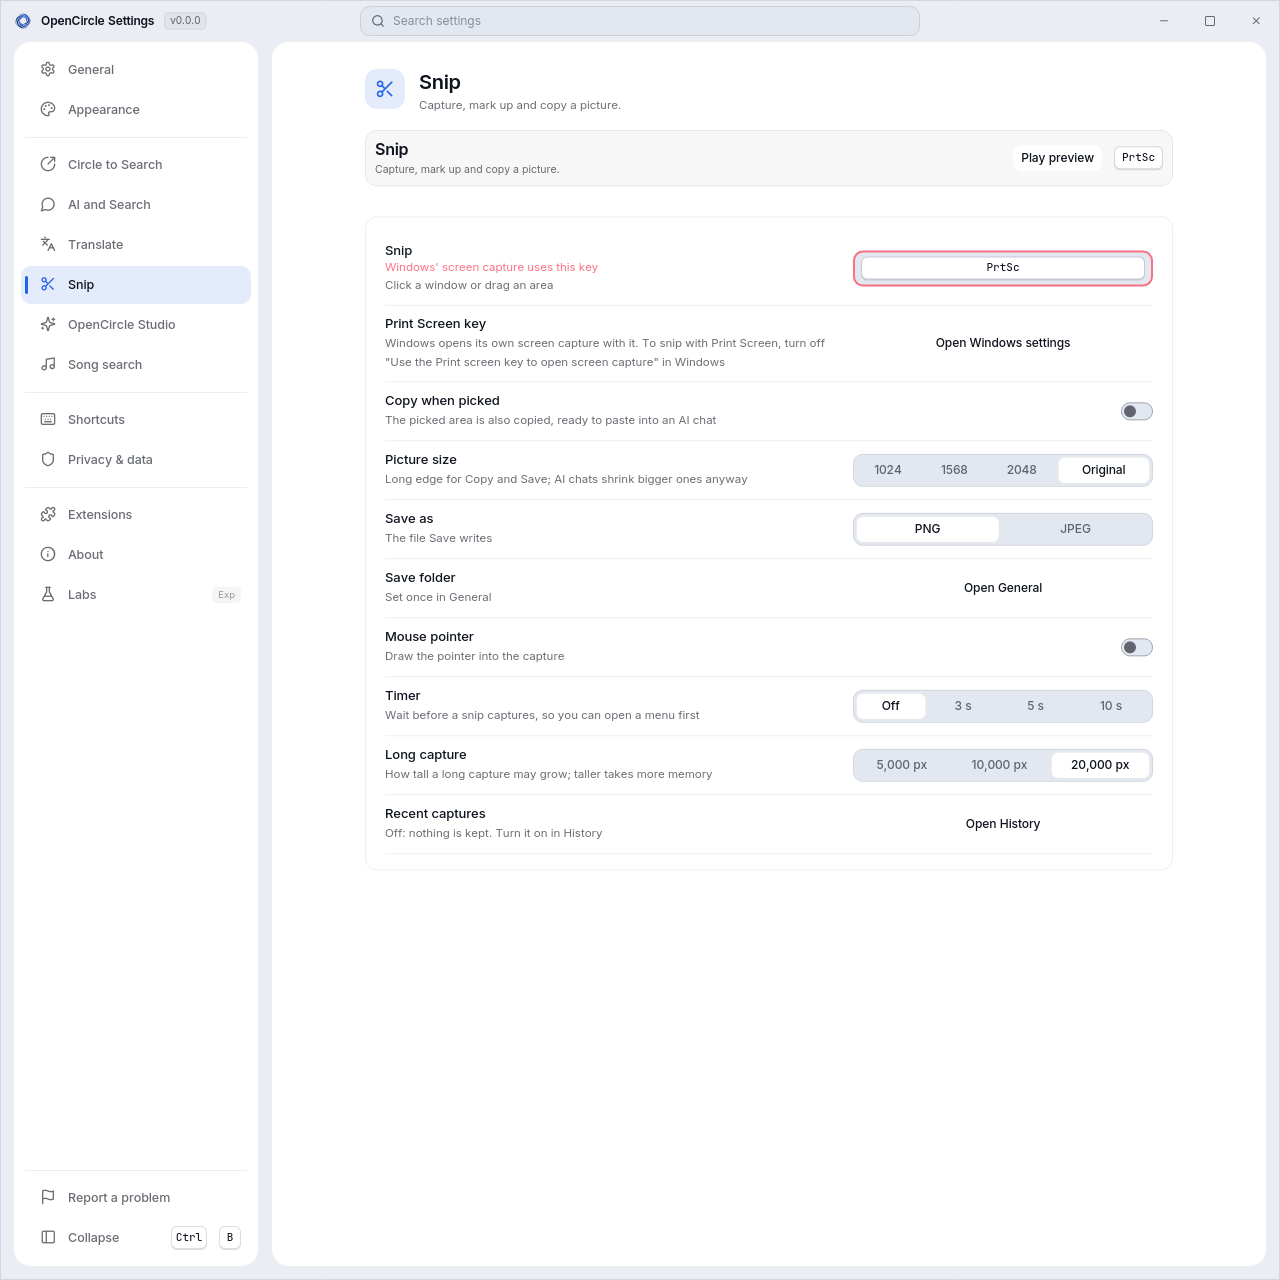 OpenCircle Settings v0.0.0
Search settings
General
Appearance
Circle to Search
AI and Search
Translate
Snip
OpenCircle Studio
Song search
Shortcuts
Privacy & data
Extensions
About
Labs Exp
Report a problem
Collapse Ctrl B
Snip
Capture, mark up and copy a picture.
Snip
Capture, mark up and copy a picture.
Play preview PrtSc
Snip
Windows' screen capture uses this key
Click a window or drag an area
PrtSc
Print Screen key
Windows opens its own screen capture with it. To snip with Print Screen, turn off
"Use the Print screen key to open screen capture" in Windows
Open Windows settings
Copy when picked
The picked area is also copied, ready to paste into an AI chat
Picture size
Long edge for Copy and Save; AI chats shrink bigger ones anyway
1024 1568 2048 Original
Save as
The file Save writes
PNG JPEG
Save folder
Set once in General
Open General
Mouse pointer
Draw the pointer into the capture
Timer
Wait before a snip captures, so you can open a menu first
Off 3 s 5 s 10 s
Long capture
How tall a long capture may grow; taller takes more memory
5,000 px 10,000 px 20,000 px
Recent captures
Off: nothing is kept. Turn it on in History
Open History